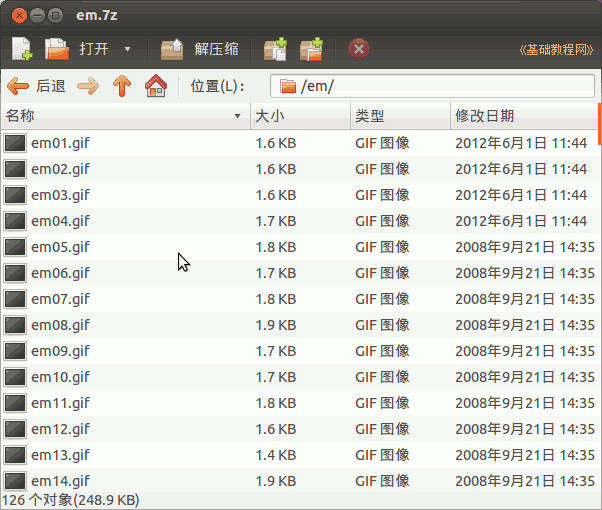 em.7z
打开 解压缩 《基础教程网》
后退 位置(L)： /em/
名称 大小 类型 修改日期
em01.gif 1.6 KB GIF 图像 2012年6月1日 11:44
em02.gif 1.6 KB GIF 图像 2012年6月1日 11:44
em03.gif 1.6 KB GIF 图像 2012年6月1日 11:44
em04.gif 1.7 KB GIF 图像 2012年6月1日 11:44
em05.gif 1.8 KB GIF 图像 2008年9月21日 14:35
em06.gif 1.7 KB GIF 图像 2008年9月21日 14:35
em07.gif 1.8 KB GIF 图像 2008年9月21日 14:35
em08.gif 1.9 KB GIF 图像 2008年9月21日 14:35
em09.gif 1.7 KB GIF 图像 2008年9月21日 14:35
em10.gif 1.7 KB GIF 图像 2008年9月21日 14:35
em11.gif 1.8 KB GIF 图像 2008年9月21日 14:35
em12.gif 1.6 KB GIF 图像 2008年9月21日 14:35
em13.gif 1.4 KB GIF 图像 2008年9月21日 14:35
em14.gif 1.9 KB GIF 图像 2008年9月21日 14:35
126 个对象(248.9 KB)